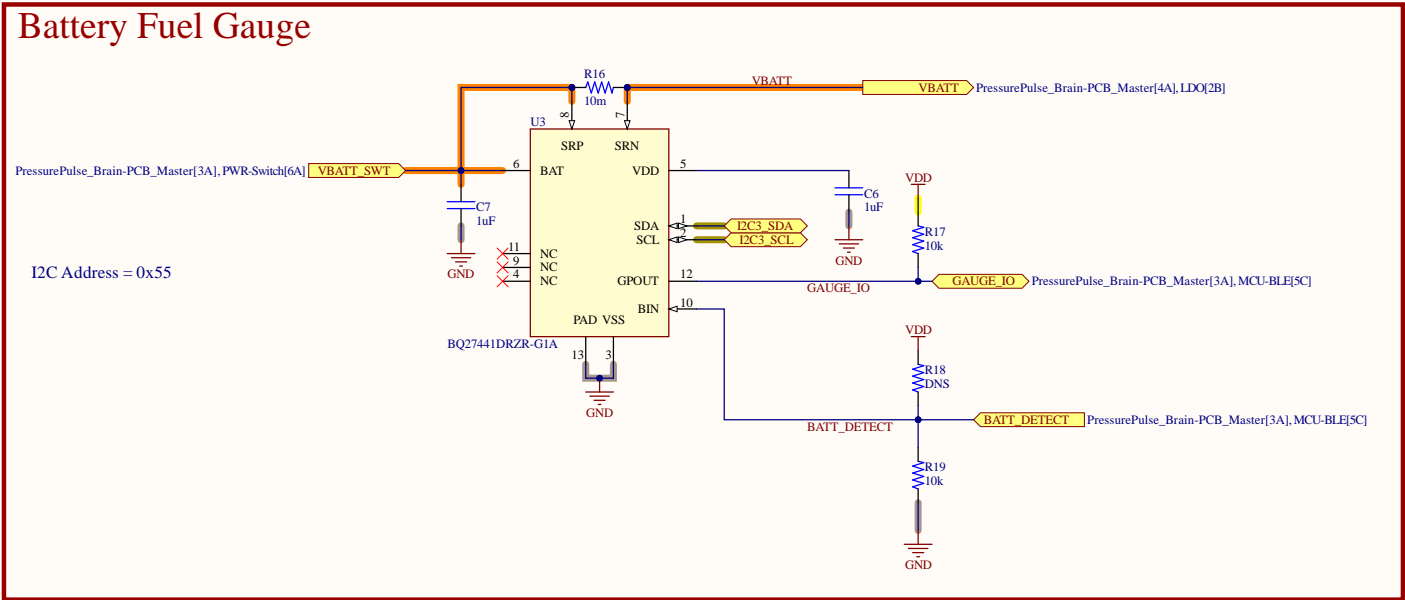 Battery Fuel Gauge
R16
10m
VBATT
VBATT
PressurePulse_Brain-PCB_Master[4A], LDO[2B]
8
7
U3
SRP
SRN
PressurePulse_Brain-PCB_Master[3A], PWR-Switch[6A]
VBATT_SWT
6
BAT
VDD
5
C7
1uF
GND
C6
1uF
GND
VDD
R17
10k
SDA
1
I2C3_SDA
SCL
2
I2C3_SCL
11
NC
9
NC
4
NC
I2C Address = 0x55
GPOUT
12
GAUGE_IO
GAUGE_IO
PressurePulse_Brain-PCB_Master[3A], MCU-BLE[5C]
BIN
10
PAD
VSS
BQ27441DRZR-G1A
13
3
GND
VDD
R18
DNS
BATT_DETECT
BATT_DETECT
PressurePulse_Brain-PCB_Master[3A], MCU-BLE[5C]
R19
10k
GND